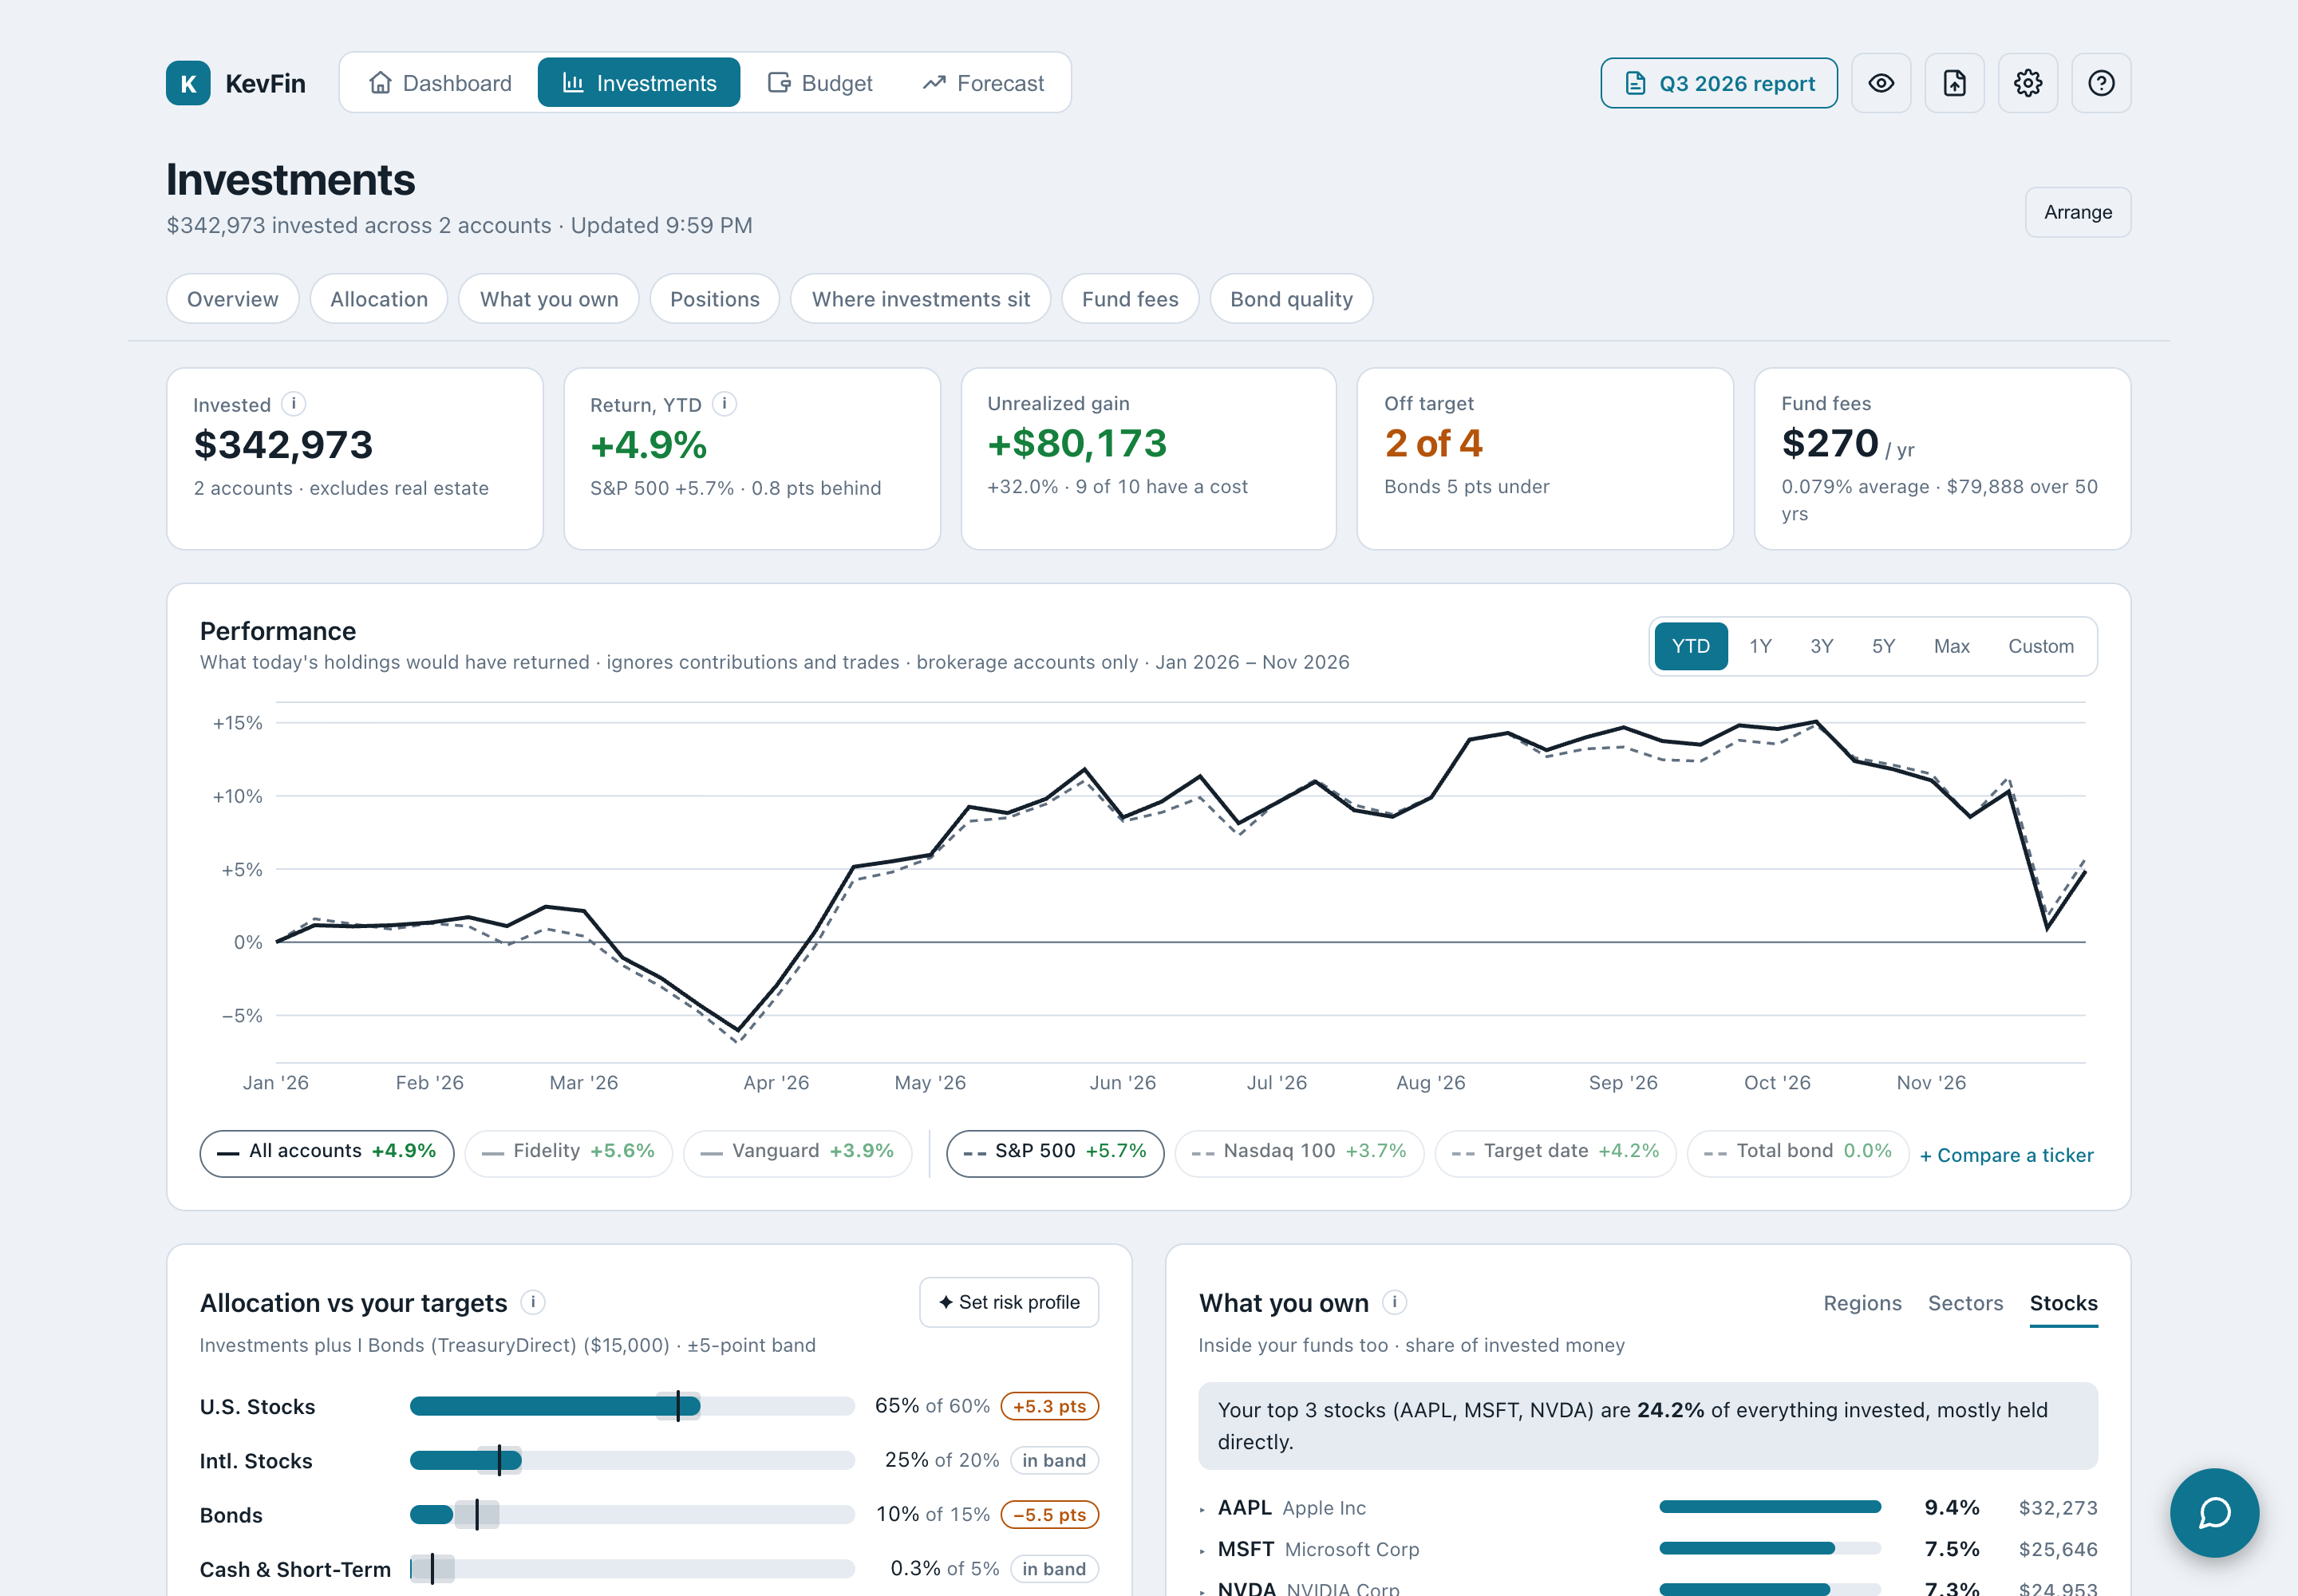 K KevFin Dashboard Investments Budget Forecast Q3 2026 report
Investments
$342,973 invested across 2 accounts · Updated 9:59 PM
Arrange
Overview Allocation What you own Positions Where investments sit Fund fees Bond quality
Invested i
$342,973
2 accounts · excludes real estate
Return, YTD i
+4.9%
S&P 500 +5.7% · 0.8 pts behind
Unrealized gain
+$80,173
+32.0% · 9 of 10 have a cost
Off target
2 of 4
Bonds 5 pts under
Fund fees
$270 / yr
0.079% average · $79,888 over 50
yrs
Performance
What today's holdings would have returned · ignores contributions and trades · brokerage accounts only · Jan 2026 – Nov 2026
YTD 1Y 3Y 5Y Max Custom
+15%
+10%
+5%
0%
−5%
Jan '26 Feb '26 Mar '26 Apr '26 May '26 Jun '26 Jul '26 Aug '26 Sep '26 Oct '26 Nov '26
All accounts +4.9% Fidelity +5.6% Vanguard +3.9% S&P 500 +5.7% Nasdaq 100 +3.7% Target date +4.2% Total bond 0.0% + Compare a ticker
Allocation vs your targets i
Set risk profile
Investments plus I Bonds (TreasuryDirect) ($15,000) · ±5-point band
U.S. Stocks 65% of 60% +5.3 pts
Intl. Stocks 25% of 20% in band
Bonds 10% of 15% −5.5 pts
Cash & Short-Term 0.3% of 5% in band
What you own i
Regions Sectors Stocks
Inside your funds too · share of invested money
Your top 3 stocks (AAPL, MSFT, NVDA) are 24.2% of everything invested, mostly held
directly.
AAPL Apple Inc 9.4% $32,273
MSFT Microsoft Corp 7.5% $25,646
NVDA NVIDIA Corp 7.3% $24,953